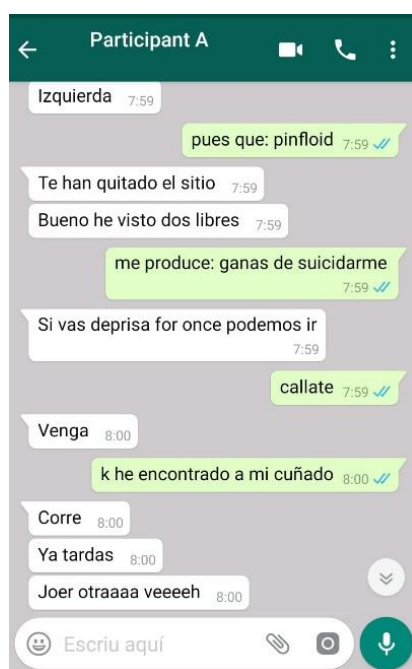 Participant A
Izquierda 7:59
pues que: pinfloid 7:59
Te han quitado el sitio 7:59
Bueno he visto dos libres 7:59
me produce: ganas de suicidarme
7:59
Si vas deprisa for once podemos ir
7:59
callate 7:59
Venga 8:00
k he encontrado a mi cuñado 8:00
Corre 8:00
Ya tardas 8:00
Joer otraaaa veeeeh 8:00
Escriu aquí